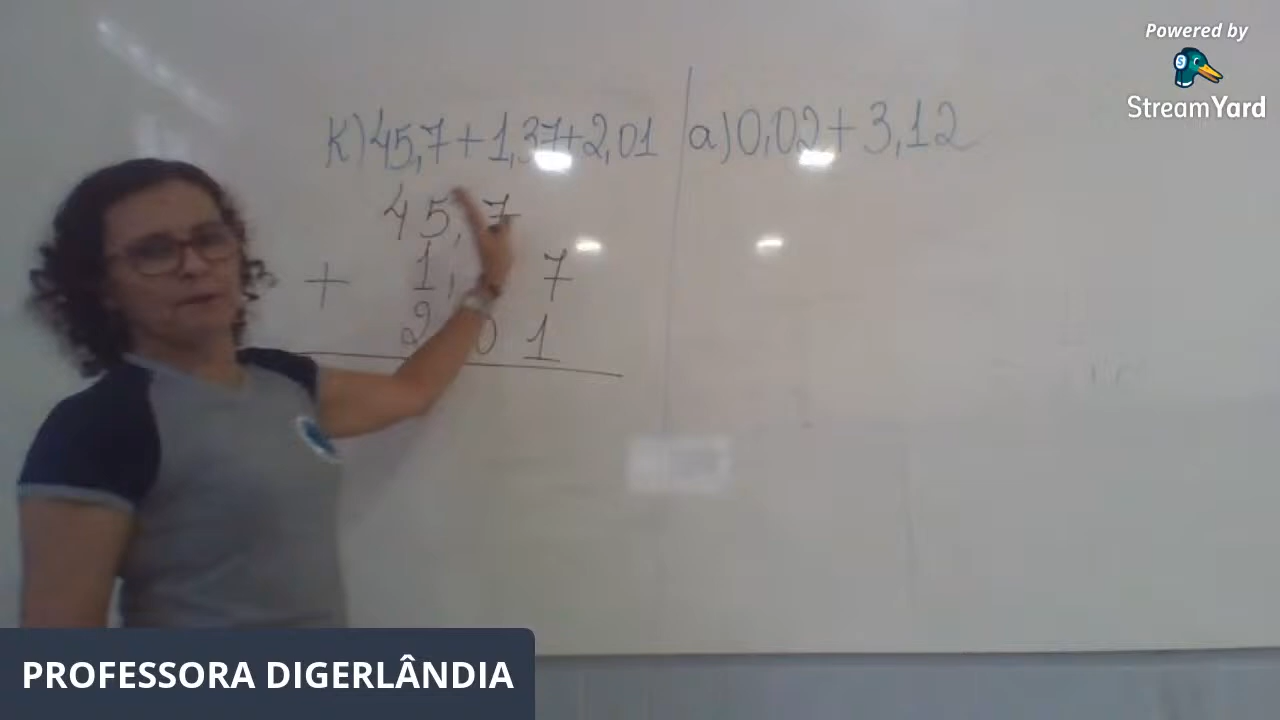 Powered by
StreamYard
K) 45,7 + 1,37 + 2,01
a) 0,02 + 3,12
45,7
+ 1, 7
2 01
PROFESSORA DIGERLÂNDIA